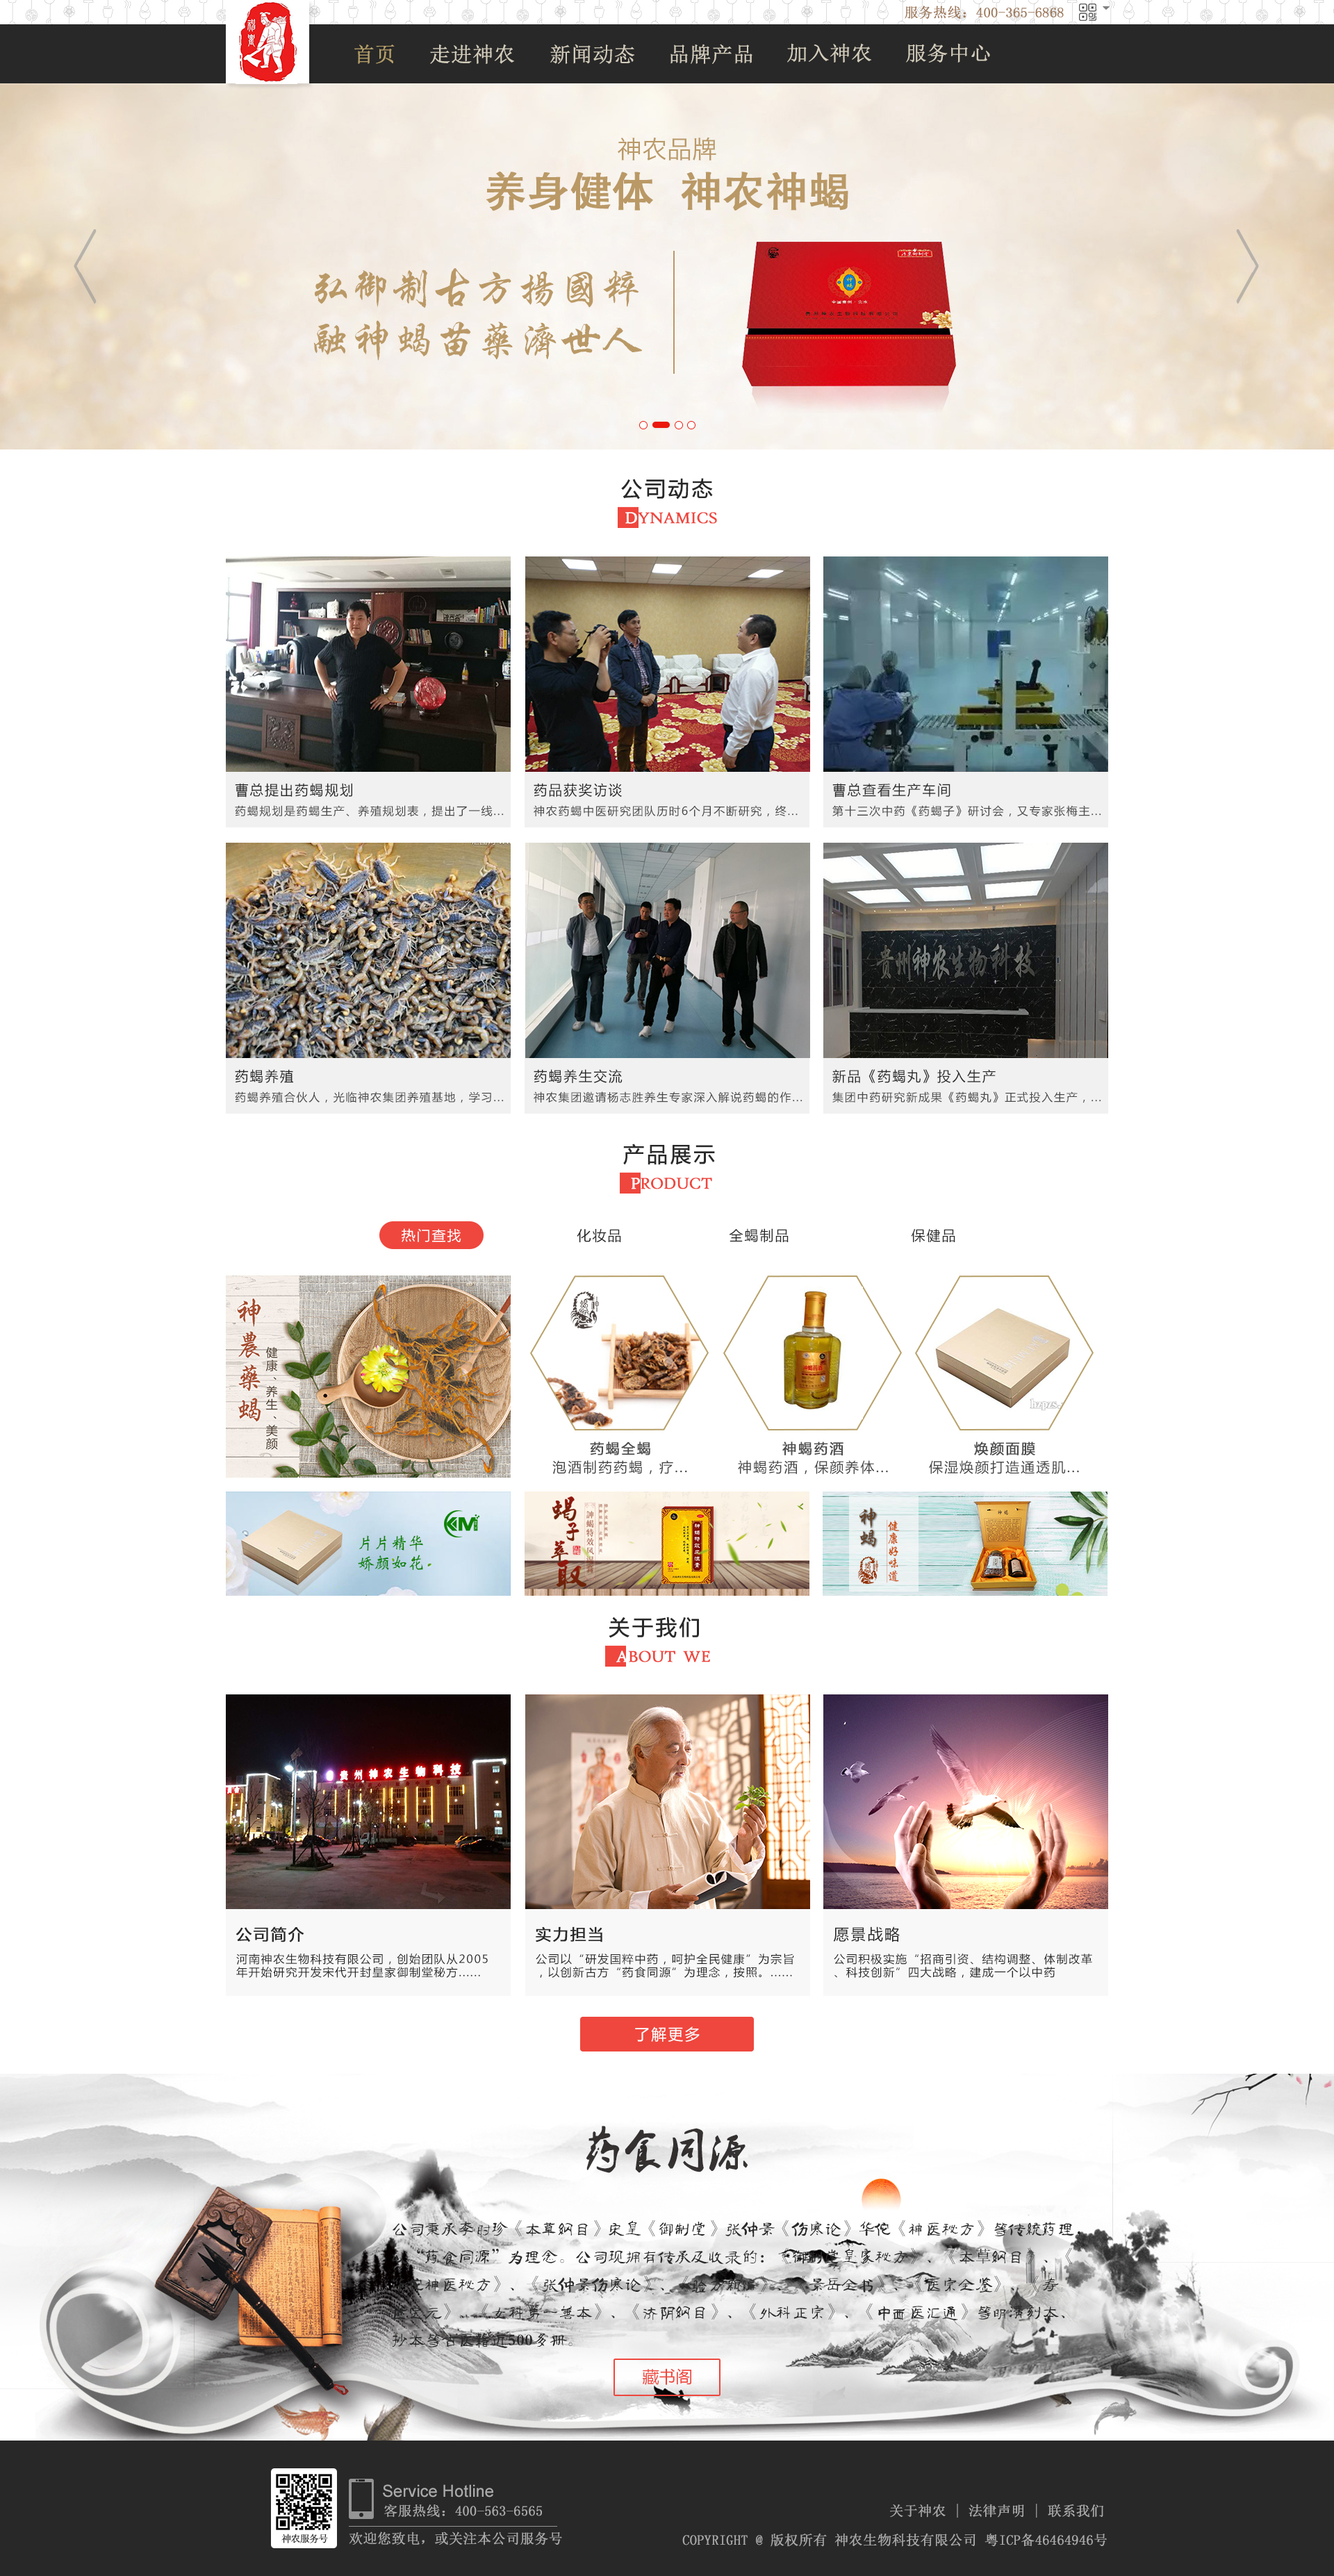 服务热线：400-365-6868
首页 走进神农 新闻动态 品牌产品 加入神农 服务中心
神农品牌
养身健体 神农神蝎
弘御制古方揚國粹
融神蝎苗藥濟世人
公司动态
DYNAMICS
曹总提出药蝎规划
药蝎规划是药蝎生产、养殖规划表，提出了一线...
药品获奖访谈
神农药蝎中医研究团队历时6个月不断研究，终...
曹总查看生产车间
第十三次中药《药蝎子》研讨会，又专家张梅主...
贵州神农生物科技
药蝎养殖
药蝎养殖合伙人，光临神农集团养殖基地，学习...
药蝎养生交流
神农集团邀请杨志胜养生专家深入解说药蝎的作...
新品《药蝎丸》投入生产
集团中药研究新成果《药蝎丸》正式投入生产，...
产品展示
PRODUCT
热门查找 化妆品 全蝎制品 保健品
神農藥蝎
健康、养生、美颜
10pcs
药蝎全蝎
泡酒制药药蝎，疗...
神蝎药酒
神蝎药酒，保颜养体...
焕颜面膜
保湿焕颜打造通透肌...
片片精华
娇颜如花。
KMi
蝎子萃取
神蝎
健康好味道
关于我们
ABOUT WE
贵州神农生物科技
公司简介
河南神农生物科技有限公司，创始团队从2005
年开始研究开发宋代开封皇家御制堂秘方......
实力担当
公司以“研发国粹中药，呵护全民健康”为宗旨
，以创新古方“药食同源”为理念，按照。......
愿景战略
公司积极实施“招商引资、结构调整、体制改革
、科技创新”四大战略，建成一个以中药
了解更多
药食同源
公司秉承李时珍《本草纲目》宋皇《御制堂》张仲景《伤寒论》华佗《神医秘方》等传统药理，
“药食同源”为理念。公司现拥有传承及收录的：《御制堂皇家秘方》、《本草纲目》、《
神医秘方》、《张仲景伤寒论》、景岳全书》、《医宗金鉴》、
《女科第一善本》、《济阴纲目》、《外科正宗》、《中西医汇通》等明清刻本、
抄本等古医籍近500多册。
藏书阁
神农服务号
Service Hotline
客服热线：400-563-6565
欢迎您致电，或关注本公司服务号
关于神农 | 法律声明 | 联系我们
COPYRIGHT @ 版权所有 神农生物科技有限公司 粤ICP备46464946号